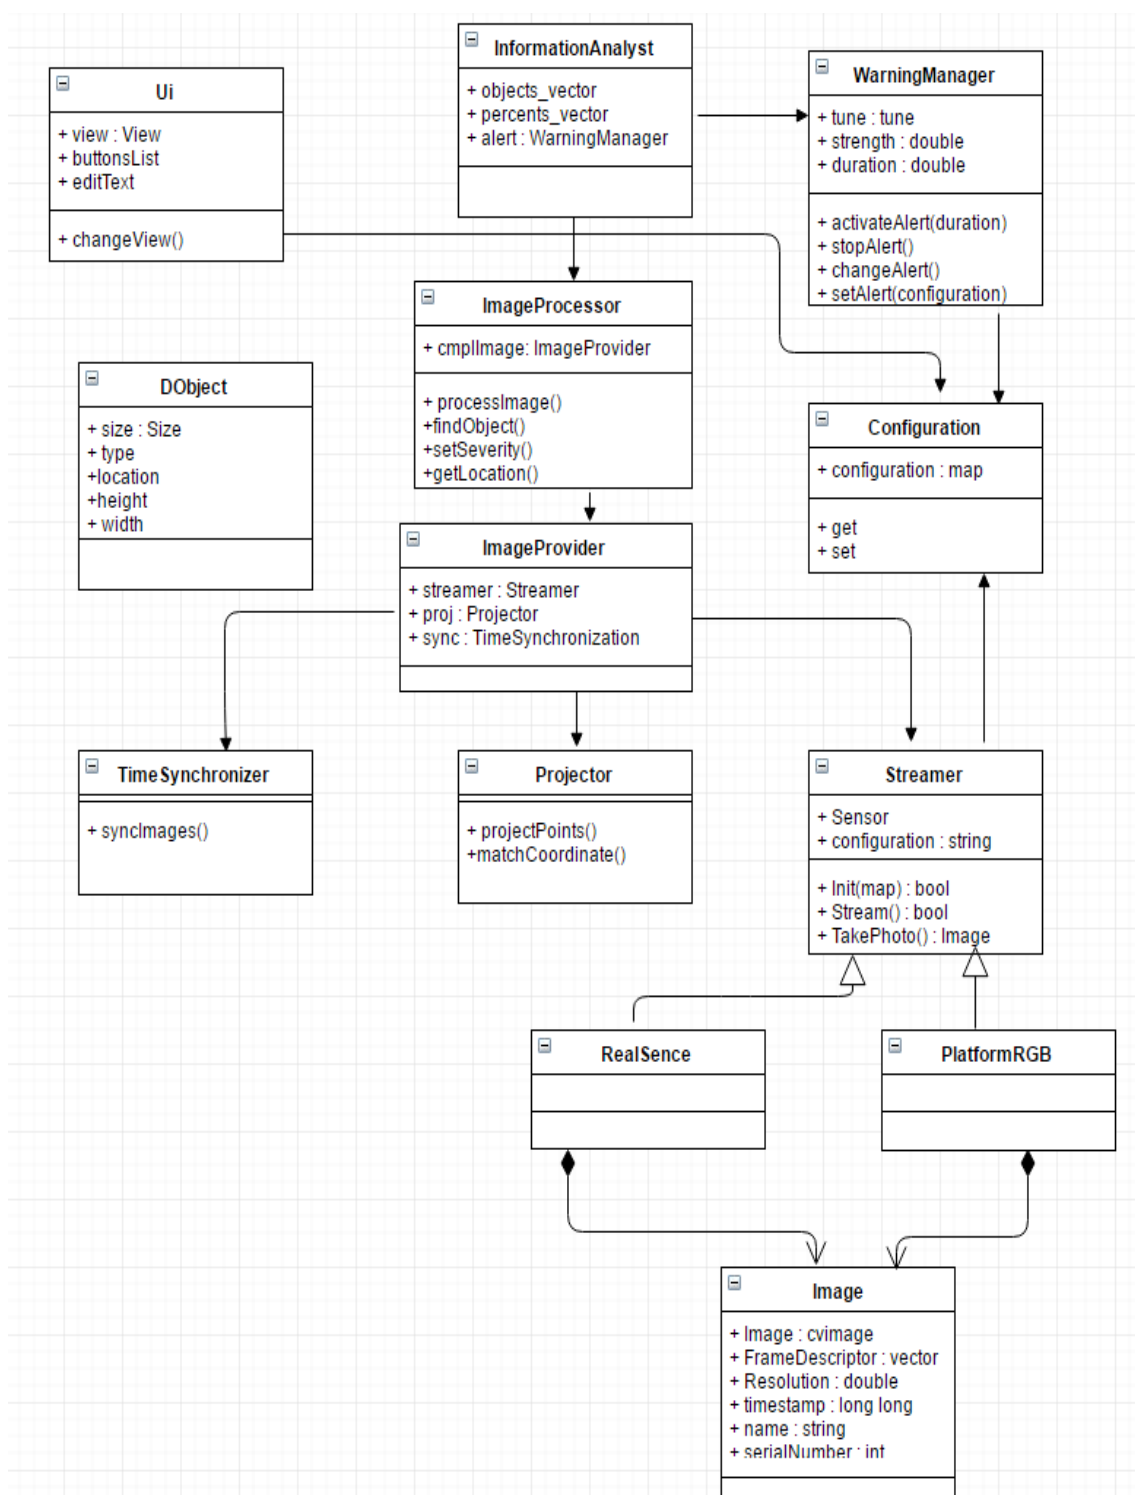 Ui
+ view : View
+ buttonsList
+ editText
+ changeView()
InformationAnalyst
+ objects_vector
+ percents_vector
+ alert : WarningManager
WarningManager
+ tune : tune
+ strength : double
+ duration : double
+ activateAlert(duration)
+ stopAlert()
+ changeAlert()
+ setAlert(configuration)
ImageProcessor
+ cmplImage: ImageProvider
+ processImage()
+findObject()
+setSeverity()
+getLocation()
DObject
+ size : Size
+ type
+location
+height
+ width
Configuration
+ configuration : map
+ get
+ set
ImageProvider
+ streamer : Streamer
+ proj : Projector
+ sync : TimeSynchronization
TimeSynchronizer
+ syncImages()
Projector
+ projectPoints()
+matchCoordinate()
Streamer
+ Sensor
+ configuration : string
+ Init(map) : bool
+ Stream() : bool
+ TakePhoto() : Image
RealSence
PlatformRGB
Image
+ Image : cvimage
+ FrameDescriptor : vector
+ Resolution : double
+ timestamp : long long
+ name : string
+ serialNumber : int